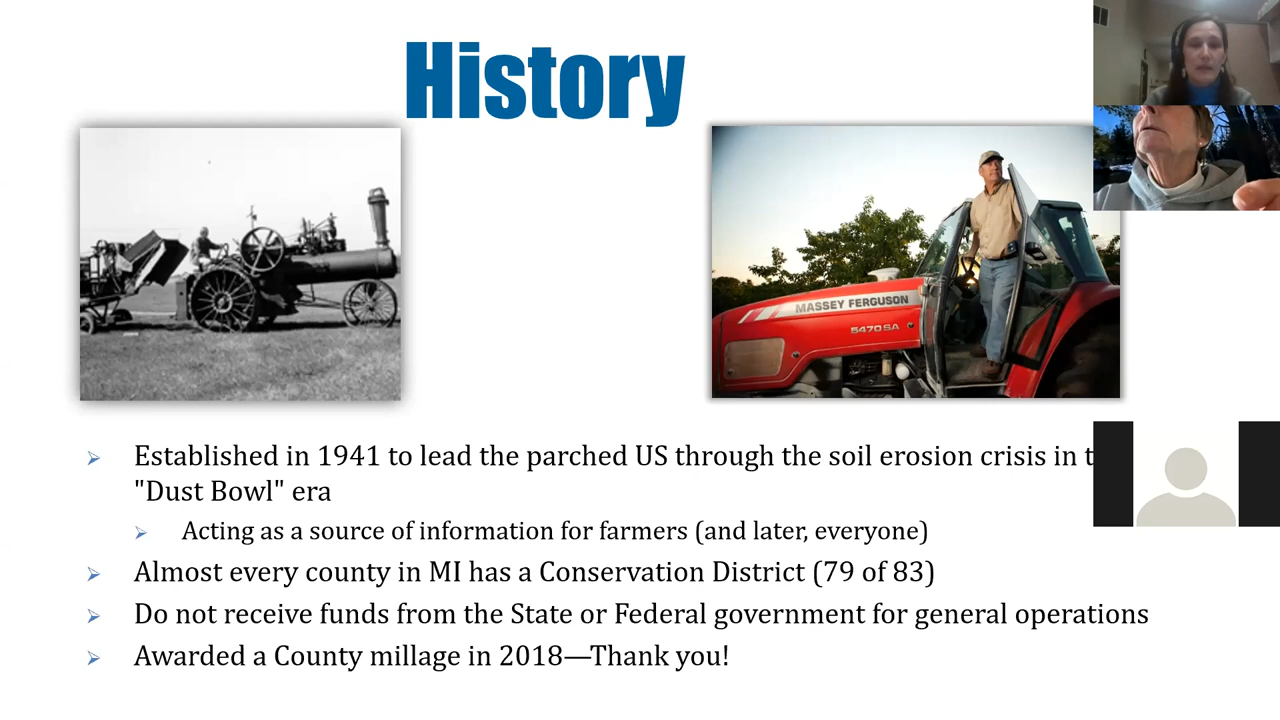 History
MASSEY FERGUSON
5470 SA
Established in 1941 to lead the parched US through the soil erosion crisis in
"Dust Bowl" era
Acting as a source of information for farmers (and later, everyone)
Almost every county in MI has a Conservation District (79 of 83)
Do not receive funds from the State or Federal government for general operations
Awarded a County millage in 2018—Thank you!